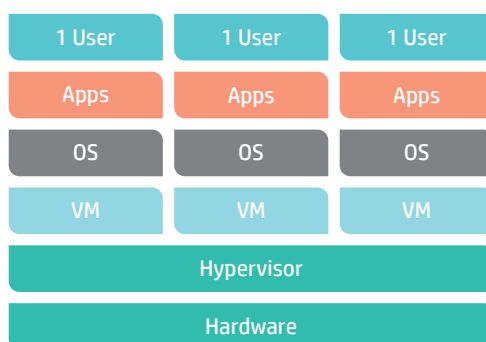 1 User 1 User 1 User
Apps Apps Apps
OS OS OS
VM VM VM
Hypervisor
Hardware